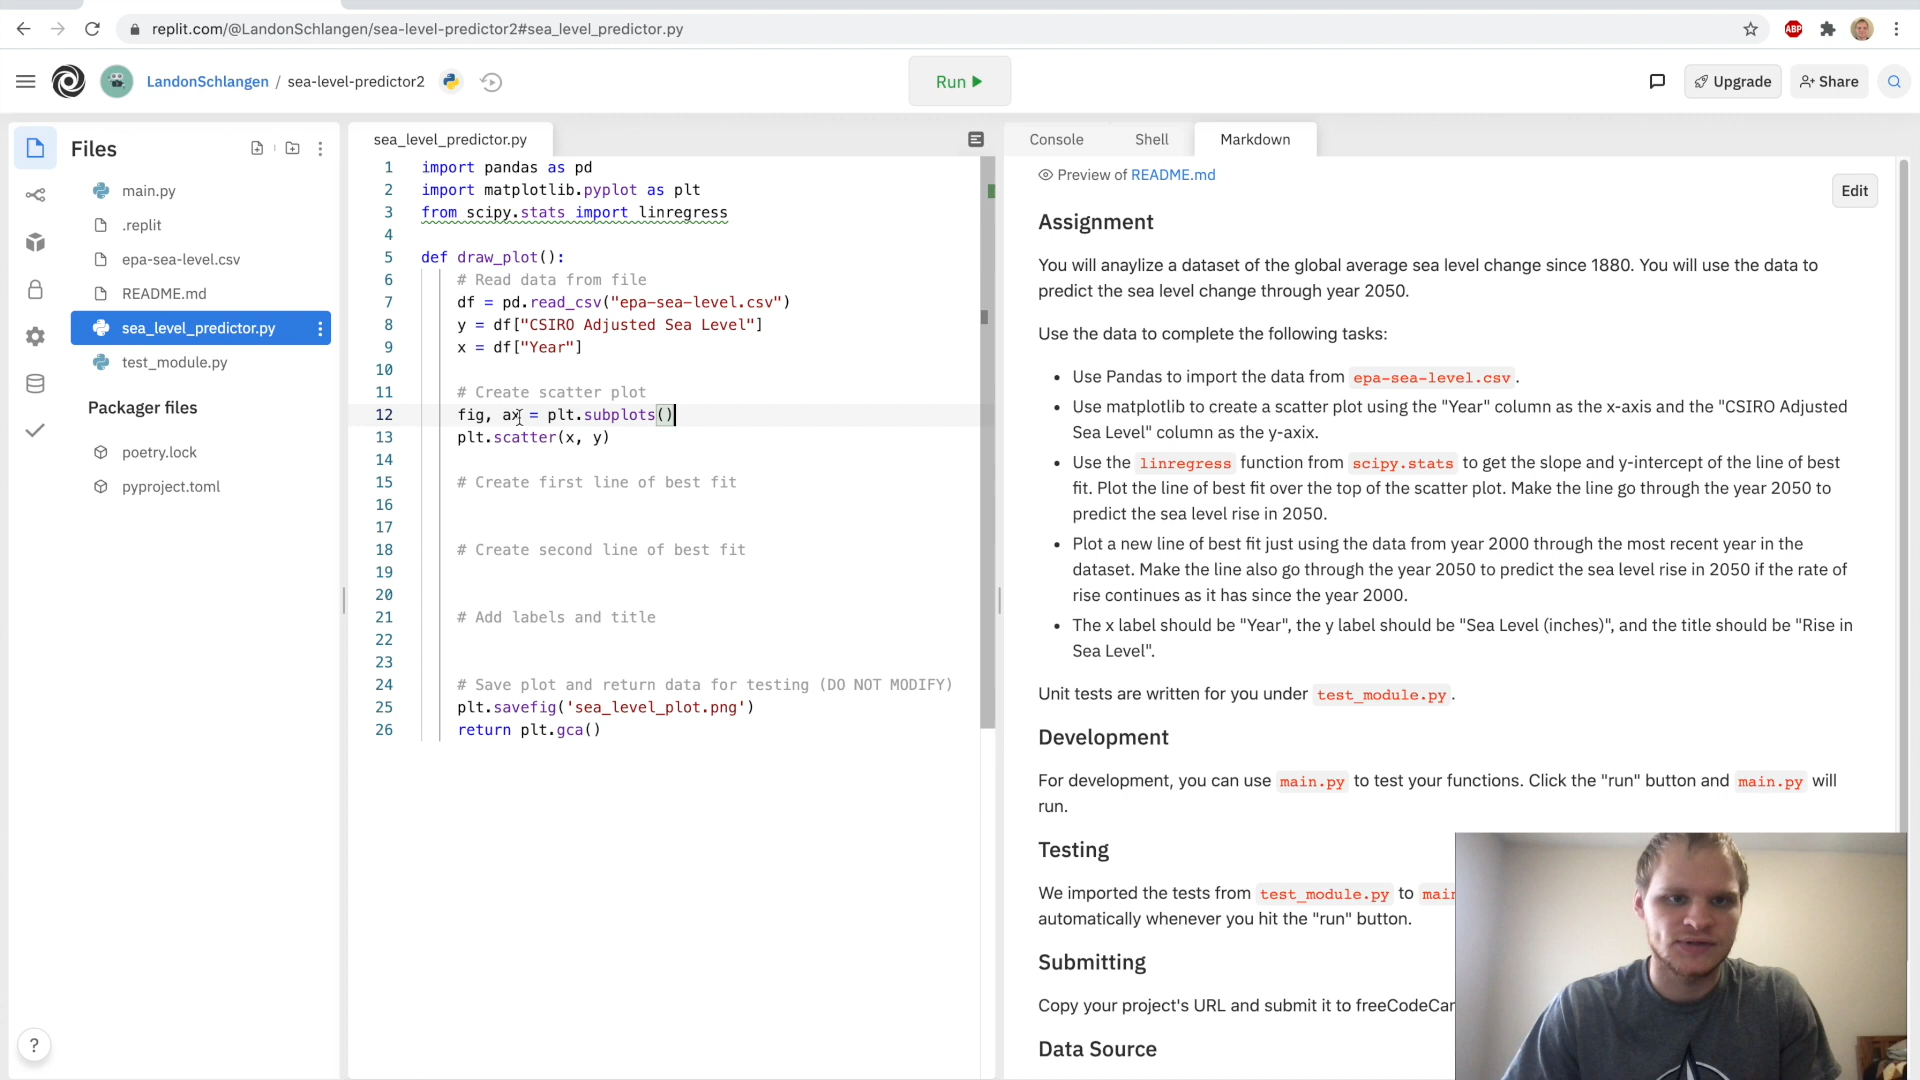 replit.com/@LandonSchlangen/sea-level-predictor2#sea_level_predictor.py
ABP
LandonSchlangen / sea-level-predictor2
Run
Upgrade
Share
Files
main.py
.replit
epa-sea-level.csv
README.md
sea_level_predictor.py
test_module.py
Packager files
poetry.lock
pyproject.toml
?
sea_level_predictor.py
1 import pandas as pd
2 import matplotlib.pyplot as plt
3 from scipy.stats import linregress
4
5 def draw_plot():
6 # Read data from file
7 df = pd.read_csv("epa-sea-level.csv")
8 y = df["CSIRO Adjusted Sea Level"]
9 x = df["Year"]
10
11 # Create scatter plot
12 fig, ax = plt.subplots()
13 plt.scatter(x, y)
14
15 # Create first line of best fit
16
17
18 # Create second line of best fit
19
20
21 # Add labels and title
22
23
24 # Save plot and return data for testing (DO NOT MODIFY)
25 plt.savefig('sea_level_plot.png')
26 return plt.gca()
Console Shell Markdown
Preview of README.md
Edit
Assignment
You will anaylize a dataset of the global average sea level change since 1880. You will use the data to
predict the sea level change through year 2050.
Use the data to complete the following tasks:
• Use Pandas to import the data from epa-sea-level.csv.
• Use matplotlib to create a scatter plot using the "Year" column as the x-axis and the "CSIRO Adjusted
Sea Level" column as the y-axis.
• Use the linregress function from scipy.stats to get the slope and y-intercept of the line of best
fit. Plot the line of best fit over the top of the scatter plot. Make the line go through the year 2050 to
predict the sea level rise in 2050.
• Plot a new line of best fit just using the data from year 2000 through the most recent year in the
dataset. Make the line also go through the year 2050 to predict the sea level rise in 2050 if the rate of
rise continues as it has since the year 2000.
• The x label should be "Year", the y label should be "Sea Level (inches)", and the title should be "Rise in
Sea Level".
Unit tests are written for you under test_module.py.
Development
For development, you can use main.py to test your functions. Click the "run" button and main.py will
run.
Testing
We imported the tests from test_module.py to main
automatically whenever you hit the "run" button.
Submitting
Copy your project's URL and submit it to freeCodeCam
Data Source